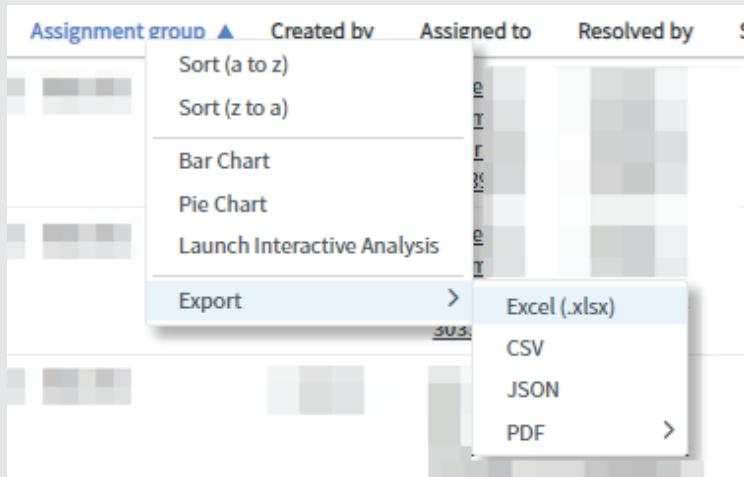 Assignment group ▲ Created by Assigned to Resolved by
Sort (a to z)
Sort (z to a)
Bar Chart
Pie Chart
Launch Interactive Analysis
Export >
Excel (.xlsx)
CSV
JSON
PDF >